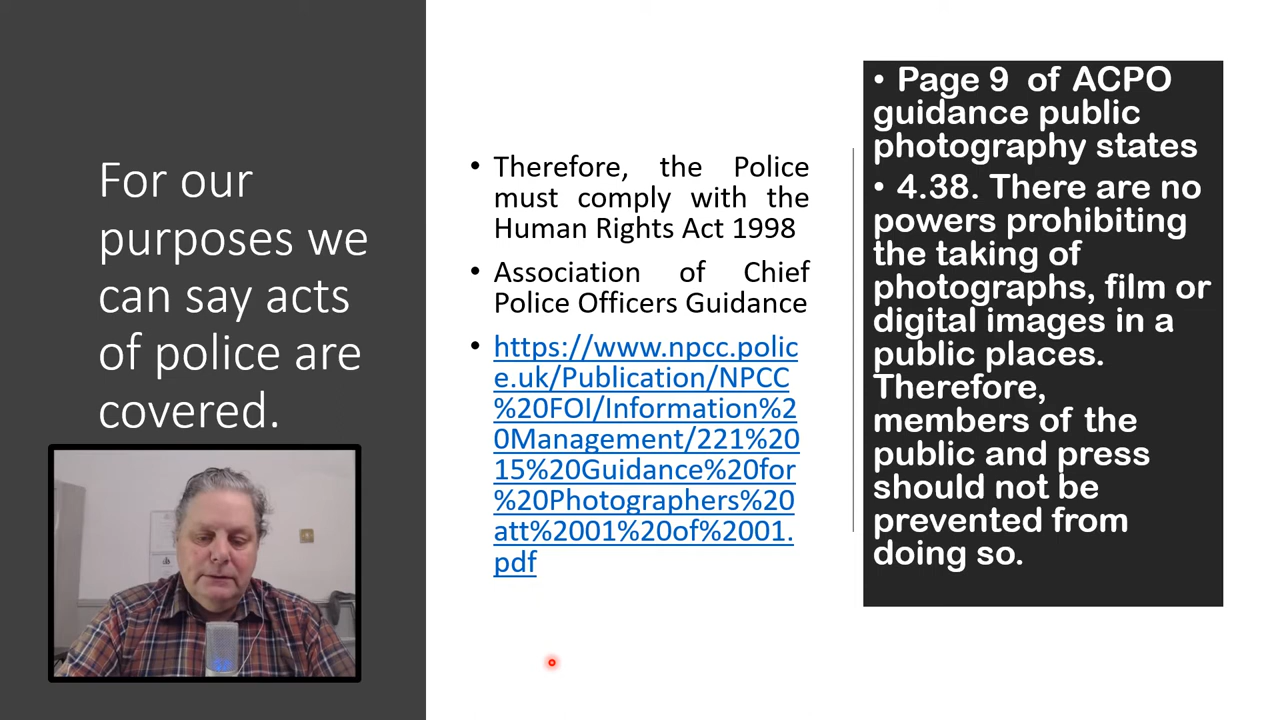 For our
purposes we
can say acts
of police are
covered.
• Therefore, the Police
must comply with the
Human Rights Act 1998
• Association of Chief
Police Officers Guidance
• https://www.npcc.polic
e.uk/Publication/NPCC
%20FOI/Information%2
0Management/221%20
15%20Guidance%20for
%20Photographers%20
att%2001%20of%2001.
pdf
• Page 9 of ACPO
guidance public
photography states
• 4.38. There are no
powers prohibiting
the taking of
photographs, film or
digital images in a
public places.
Therefore,
members of the
public and press
should not be
prevented from
doing so.